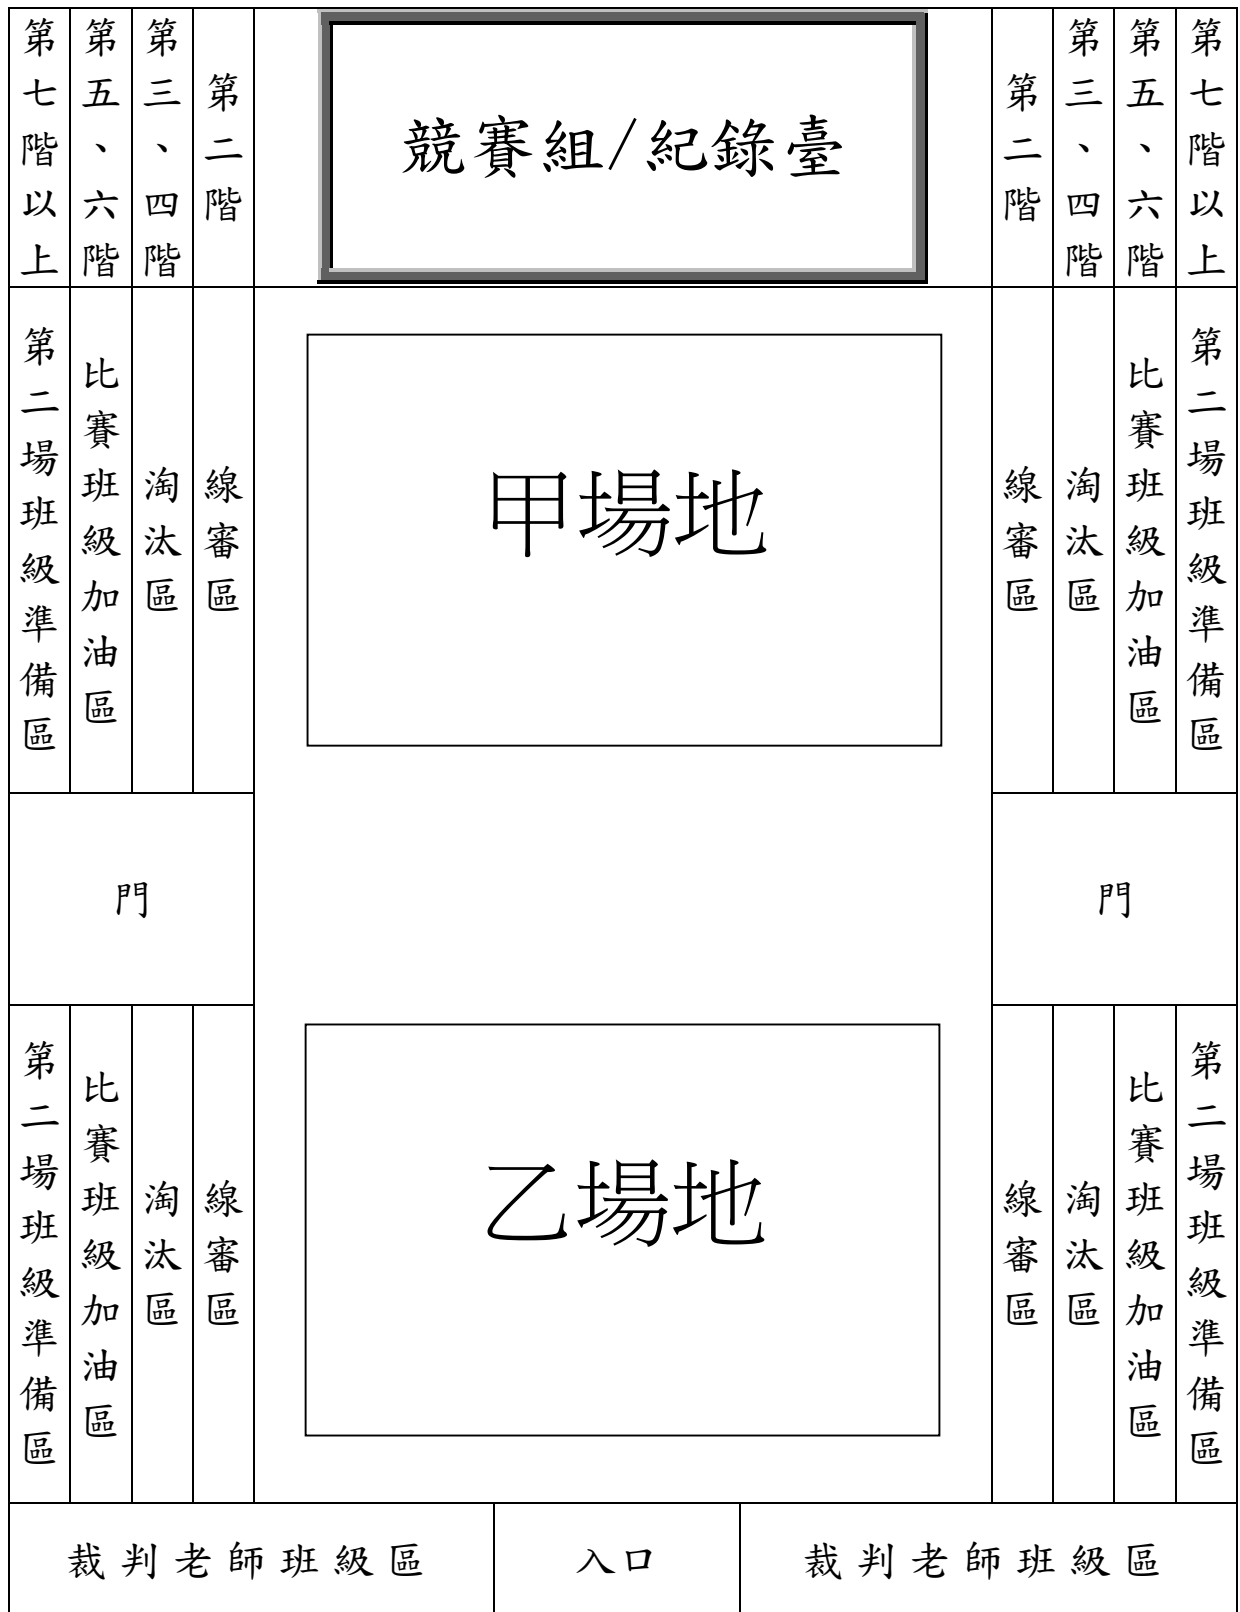 第七階以上
第五、六階
第三、四階
第二階
競賽組/紀錄臺
第二階
第三、四階
第五、六階
第七階以上
第二場班級準備區
比賽班級加油區
淘汰區
線審區
甲場地
線審區
淘汰區
比賽班級加油區
第二場班級準備區
門
門
第二場班級準備區
比賽班級加油區
淘汰區
線審區
乙場地
線審區
淘汰區
比賽班級加油區
第二場班級準備區
裁判老師班級區
入口
裁判老師班級區